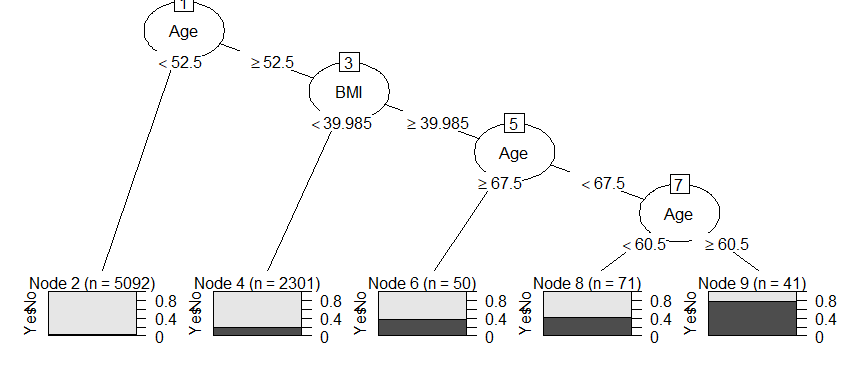 1
Age
< 52.5 ≥ 52.5
3
BMI
< 39.985 ≥ 39.985
5
Age
≥ 67.5 < 67.5
7
Age
< 60.5 ≥ 60.5
Node 2 (n = 5092)
Yes No
0.8
0.4
0
Node 4 (n = 2301)
Yes No
0.8
0.4
0
Node 6 (n = 50)
Yes No
0.8
0.4
0
Node 8 (n = 71)
Yes No
0.8
0.4
0
Node 9 (n = 41)
Yes No
0.8
0.4
0